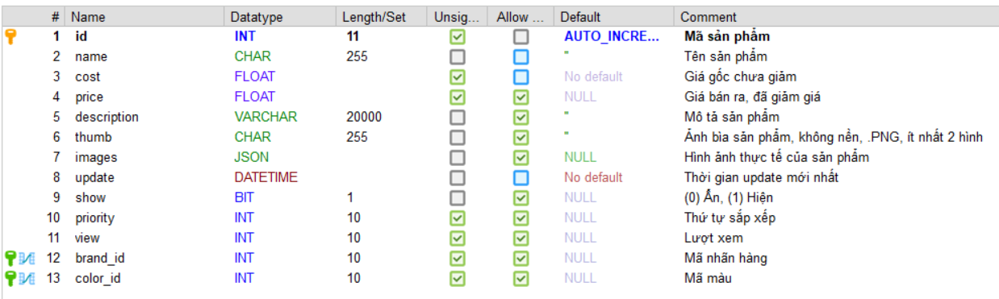 # Name Datatype Length/Set Unsig... Allow ... Default Comment
1 id INT 11 AUTO_INCRE... Mã sản phẩm
2 name CHAR 255 '' Tên sản phẩm
3 cost FLOAT No default Giá gốc chưa giảm
4 price FLOAT NULL Giá bán ra, đã giảm giá
5 description VARCHAR 20000 '' Mô tả sản phẩm
6 thumb CHAR 255 '' Ảnh bìa sản phẩm, không nền, .PNG, ít nhất 2 hình
7 images JSON NULL Hình ảnh thực tế của sản phẩm
8 update DATETIME No default Thời gian update mới nhất
9 show BIT 1 NULL (0) Ẩn, (1) Hiện
10 priority INT 10 NULL Thứ tự sắp xếp
11 view INT 10 NULL Lượt xem
12 brand_id INT 10 NULL Mã nhãn hàng
13 color_id INT 10 NULL Mã màu